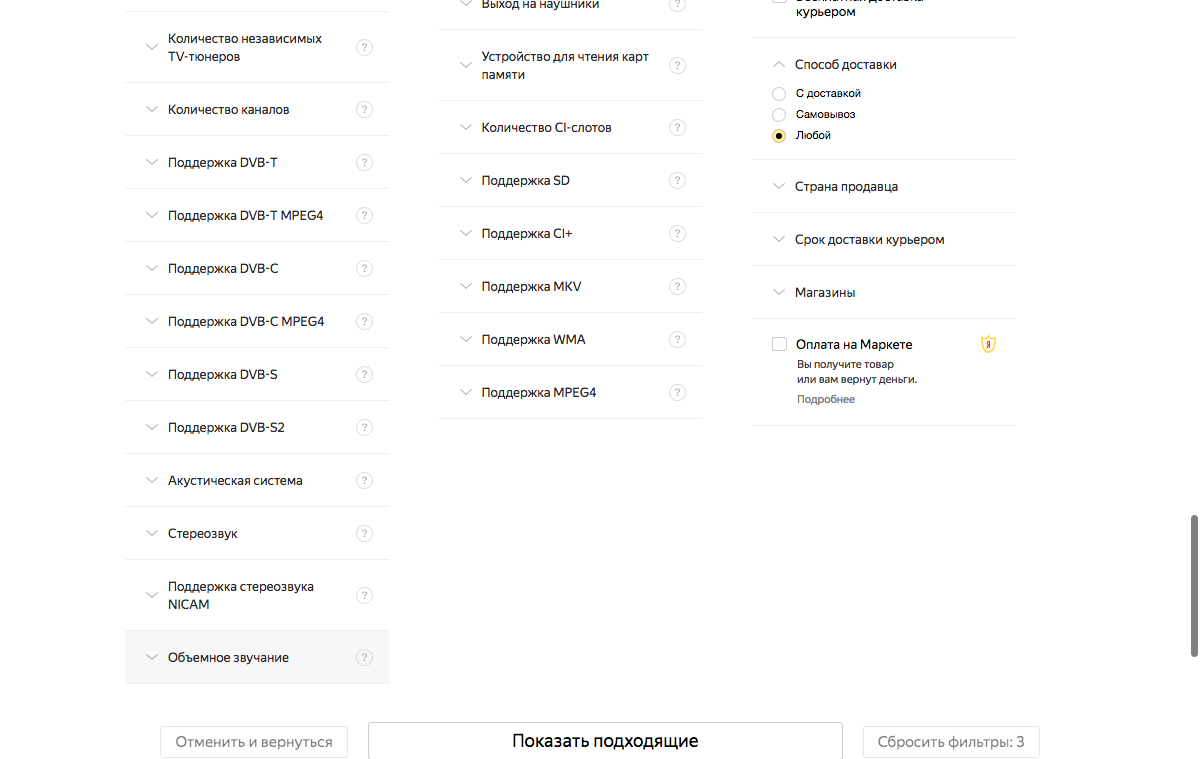 Количество независимых
TV-тюнеров
?
Количество каналов
?
Поддержка DVB-T
?
Поддержка DVB-T MPEG4
?
Поддержка DVB-C
?
Поддержка DVB-C MPEG4
?
Поддержка DVB-S
?
Поддержка DVB-S2
?
Акустическая система
?
Стереозвук
?
Поддержка стереозвука
NICAM
?
Объемное звучание
?
Выход на наушники
?
Устройство для чтения карт
памяти
?
Количество CI-слотов
?
Поддержка SD
?
Поддержка CI+
?
Поддержка MKV
?
Поддержка WMA
?
Поддержка MPEG4
?
Бесплатная доставка
курьером
Способ доставки
С доставкой
Самовывоз
Любой
Страна продавца
Срок доставки курьером
Магазины
Оплата на Маркете
Я
Вы получите товар
или вам вернут деньги.
Подробнее
Отменить и вернуться
Показать подходящие
Сбросить фильтры: 3